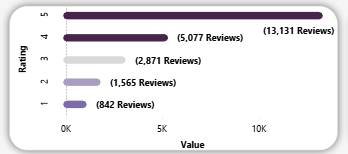 5
(13,131 Reviews)
4
(5,077 Reviews)
3
(2,871 Reviews)
2
(1,565 Reviews)
1
(842 Reviews)
Rating
0K
5K
10K
Value